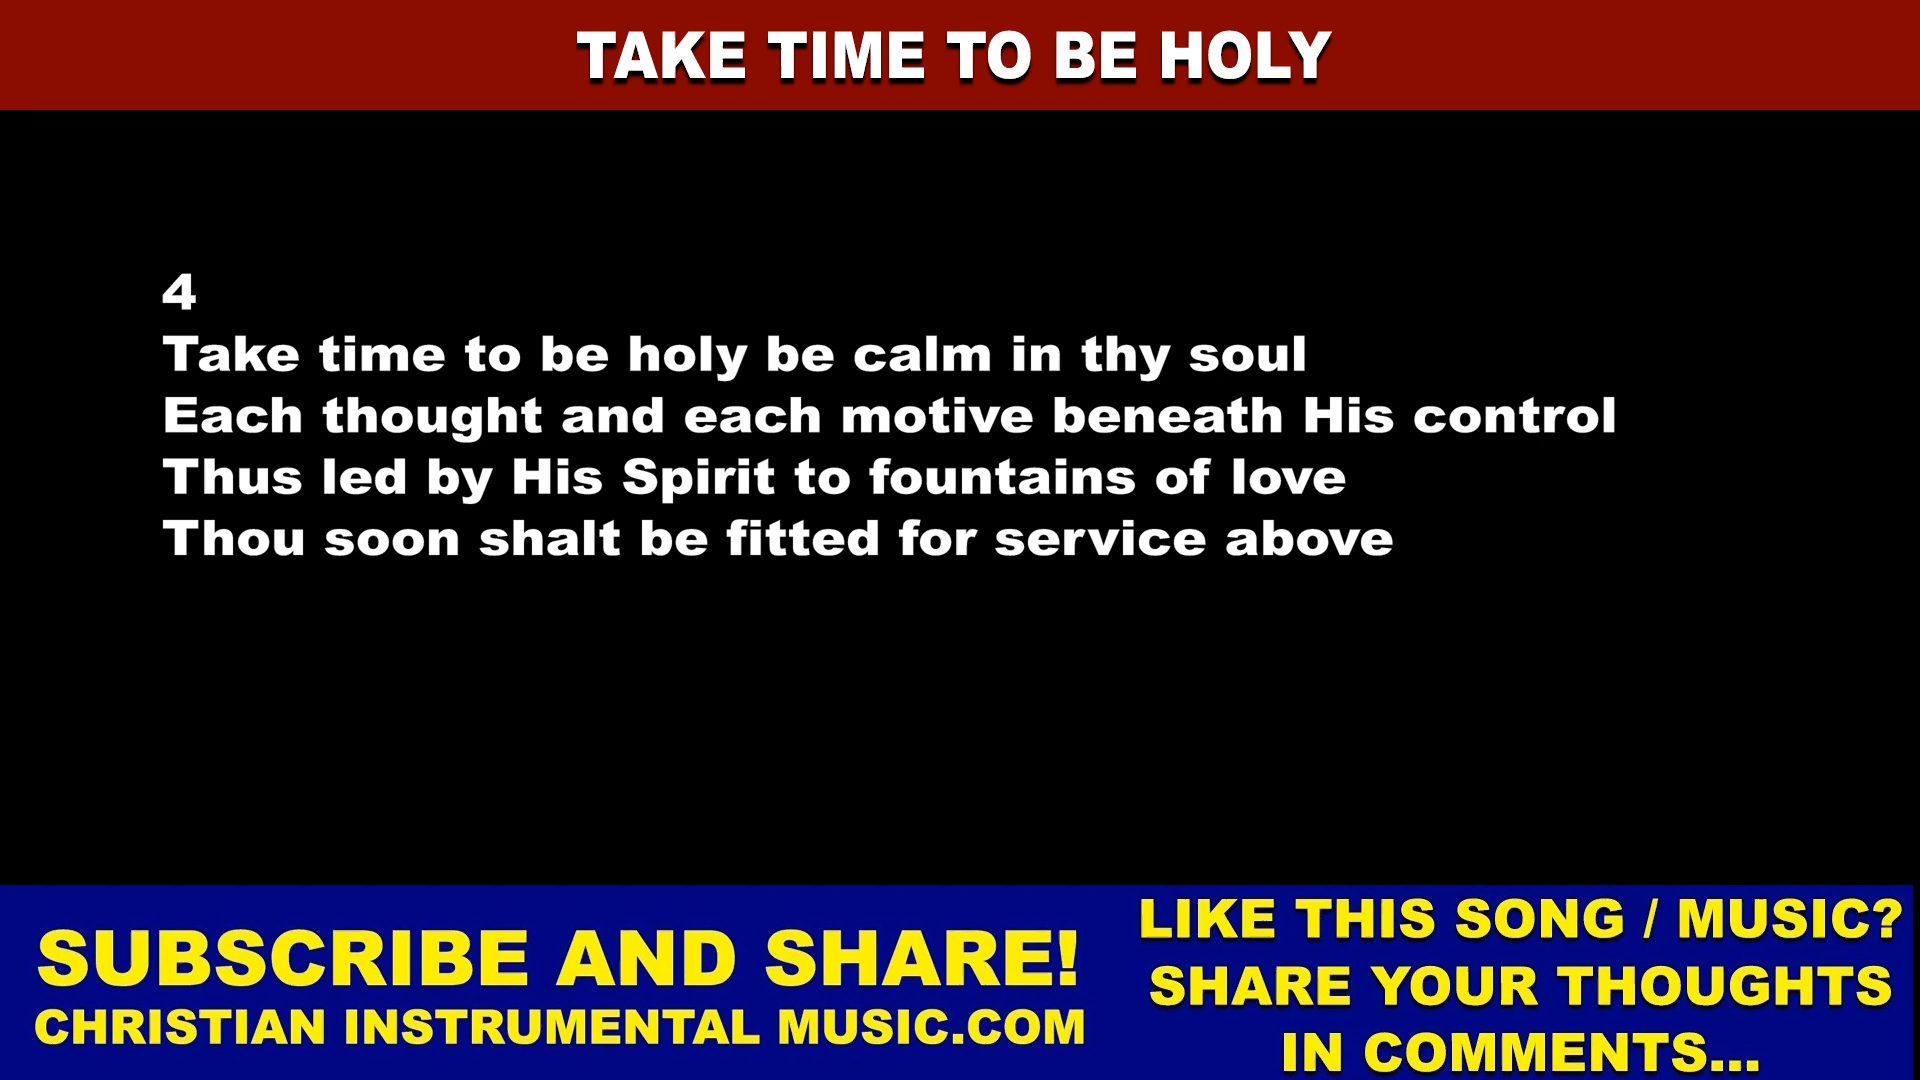 TAKE TIME TO BE HOLY
4
Take time to be holy be calm in thy soul
Each thought and each motive beneath His control
Thus led by His Spirit to fountains of love
Thou soon shalt be fitted for service above
SUBSCRIBE AND SHARE!
CHRISTIAN INSTRUMENTAL MUSIC.COM
LIKE THIS SONG / MUSIC?
SHARE YOUR THOUGHTS
IN COMMENTS...